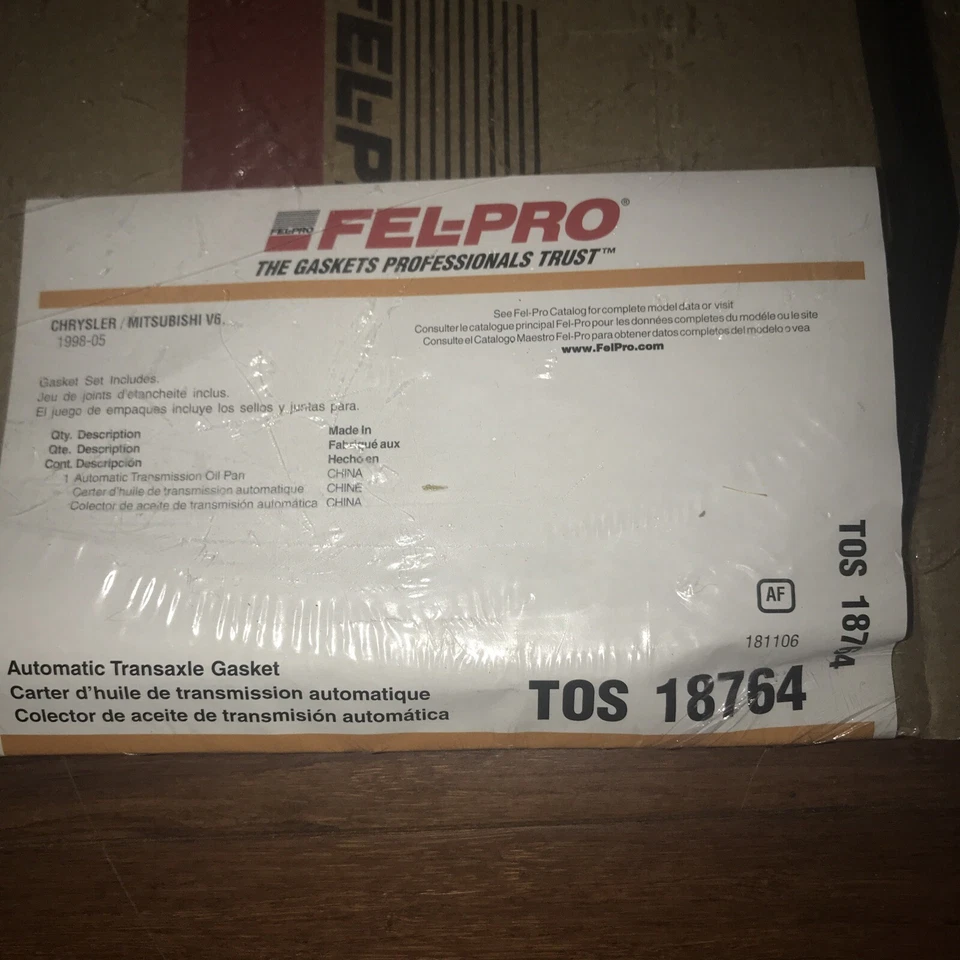 FEL-P
FEL-PRO
FEL-PRO®
THE GASKETS PROFESSIONALS TRUST™
CHRYSLER / MITSUBISHI V6.
1998-05
See Fel-Pro Catalog for complete model data or visit
Consulter le catalogue principal Fel-Pro pour les données completes du modéle ou le site
Consulte el Catalogo Maestro Fel-Pro para obtener datos completos del modelo o vea
www.FelPro.com
Gasket Set Includes.
Jeu de joints d'etancheite inclus.
El juego de empaques incluye los sellos y juntas para.
Qty. Description Made In
Qte. Description Fabriqué aux
Cont. Descripción Hecho en
1 Automatic Transmission Oil Pan CHINA
Carter d'huile de transmission automatique CHINE
Colector de aceite de transmisión automática CHINA
TOS 18764
AF
181106
Automatic Transaxle Gasket
Carter d'huile de transmission automatique
Colector de aceite de transmisión automática
TOS 18764